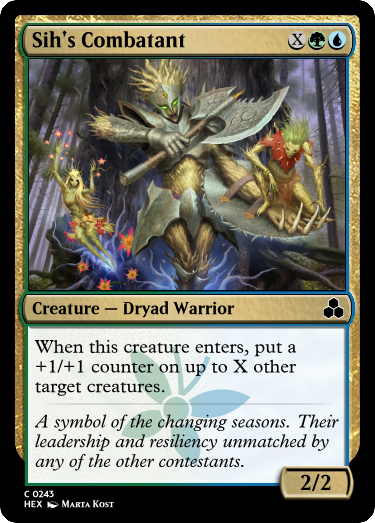 Sih's Combatant X
Creature — Dryad Warrior
When this creature enters, put a
+1/+1 counter on up to X other
target creatures.
A symbol of the changing seasons. Their
leadership and resiliency unmatched by
any of the other contestants.
2/2
C 0243
HEX Marta Kost